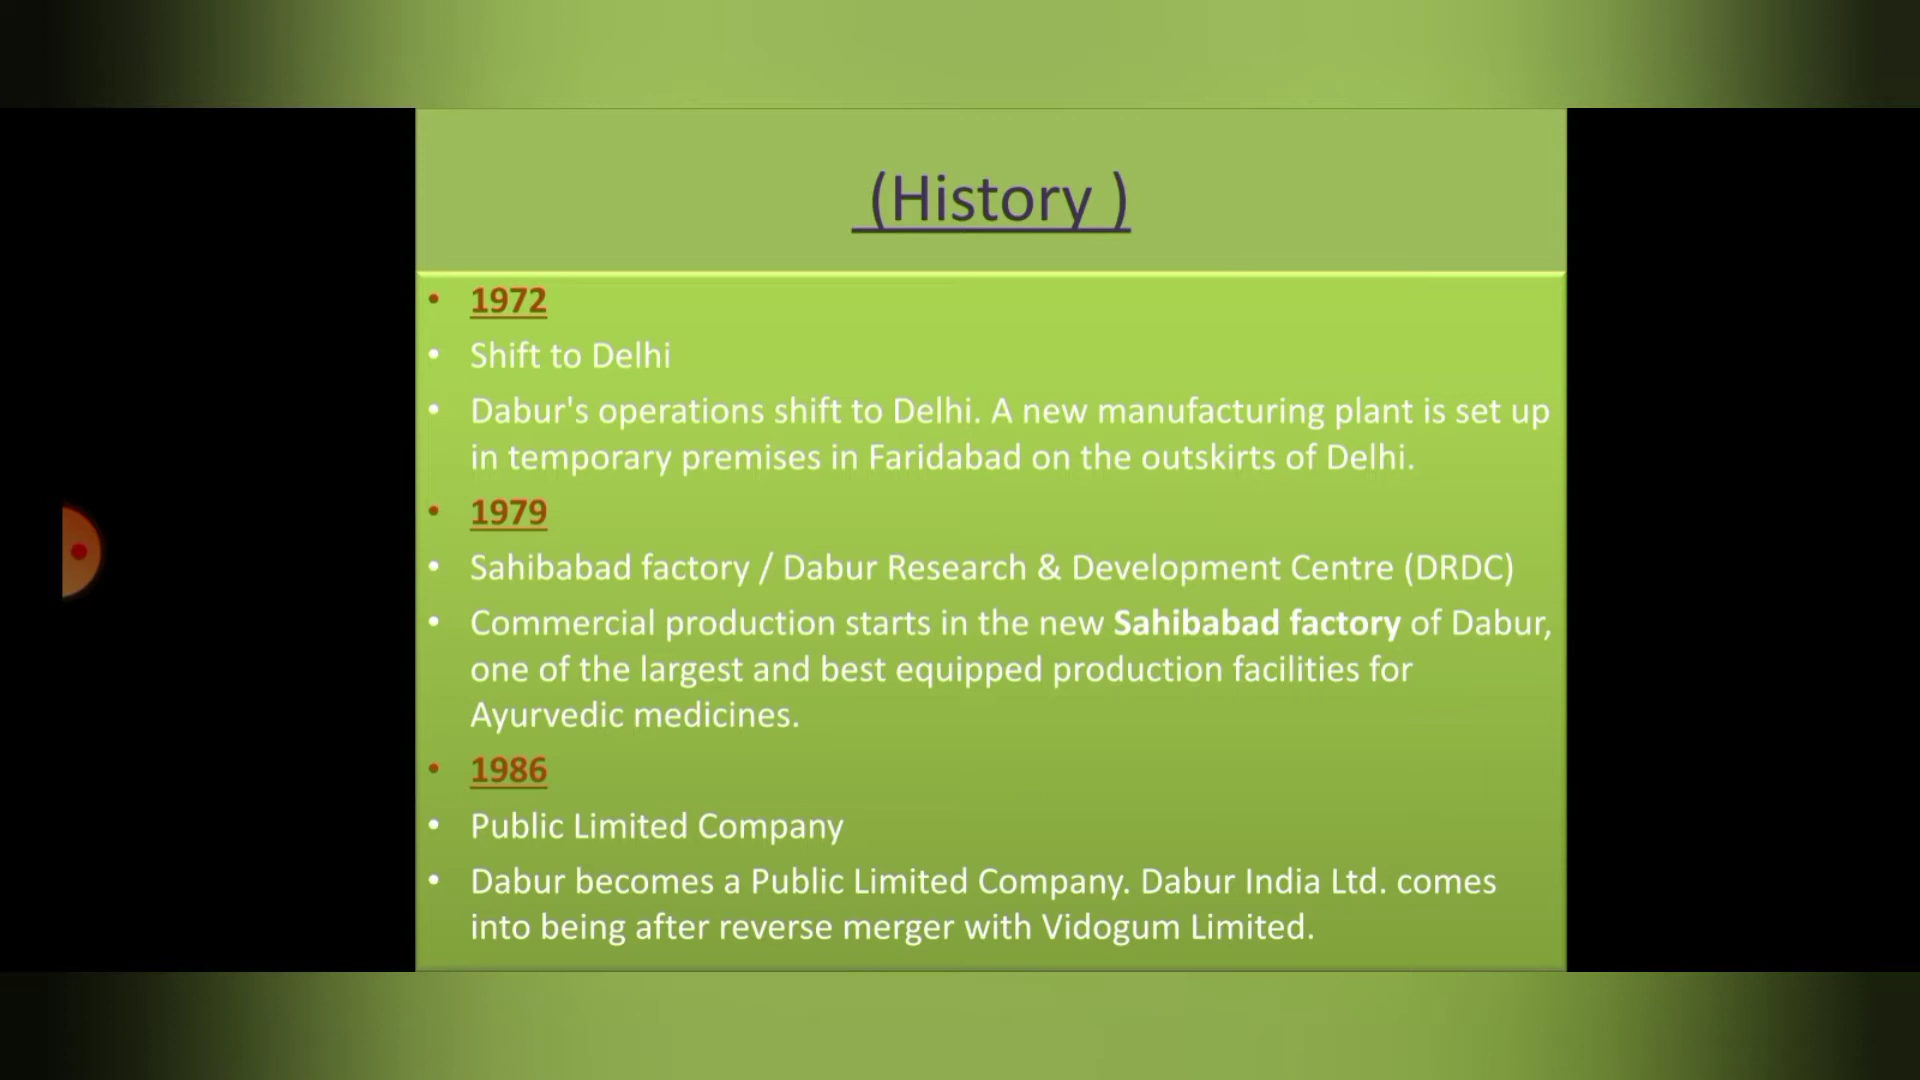 (History )
• 1972
• Shift to Delhi
• Dabur's operations shift to Delhi. A new manufacturing plant is set up
in temporary premises in Faridabad on the outskirts of Delhi.
• 1979
• Sahibabad factory / Dabur Research & Development Centre (DRDC)
• Commercial production starts in the new Sahibabad factory of Dabur,
one of the largest and best equipped production facilities for
Ayurvedic medicines.
• 1986
• Public Limited Company
• Dabur becomes a Public Limited Company. Dabur India Ltd. comes
into being after reverse merger with Vidogum Limited.